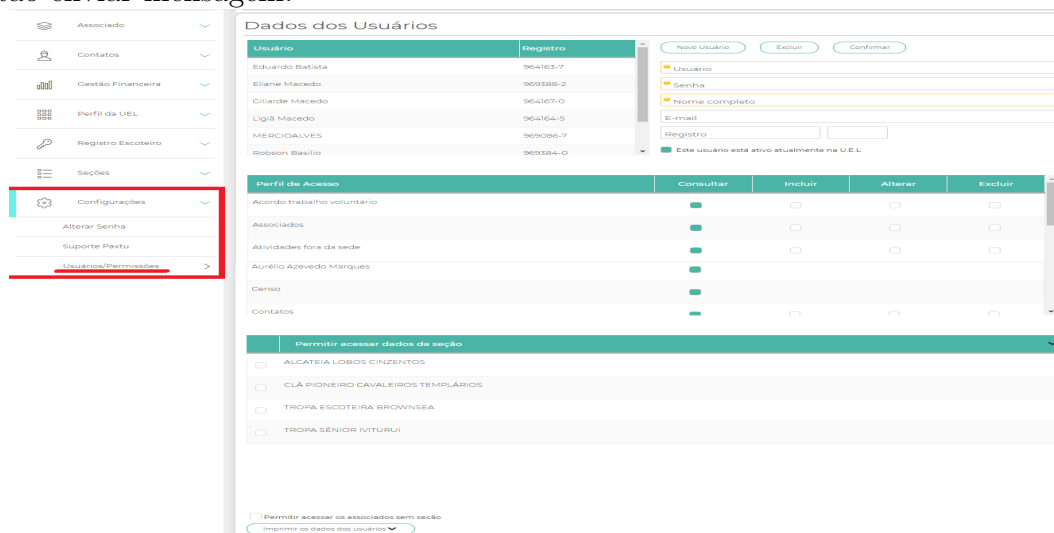 enviar mensagem.
Associado
Contatos
Gestão Financeira
Perfil da UEL
Registro Escoteiro
Seções
Configurações
Alterar Senha
Suporte Paxtu
Usuários/Permissões >
Dados dos Usuários
Usuário Registro
Eduardo Batista 964163-7
Eliane Macedo 969388-2
Giliarde Macedo 964167-0
Ligiã Macedo 964164-5
MERCIOALVES 969086-7
Robson Basilio 969384-0
Novo Usuário Excluir Confirmar
Usuário
Senha
Nome completo
E-mail
Registro
Este usuário está ativo atualmente na U.E.L
Perfil de Acesso Consultar Incluir Alterar Excluir
Acordo trabalho voluntário
Associados
Atividades fora da sede
Aurélio Azevedo Marques
Censo
Contatos
Permitir acessar dados da seção
ALCATEIA LOBOS CINZENTOS
CLÃ PIONEIRO CAVALEIROS TEMPLÁRIOS
TROPA ESCOTEIRA BROWNSEA
TROPA SÊNIOR IVITURUI
Permitir acessar os associados sem seção
Imprimir os dados dos usuários